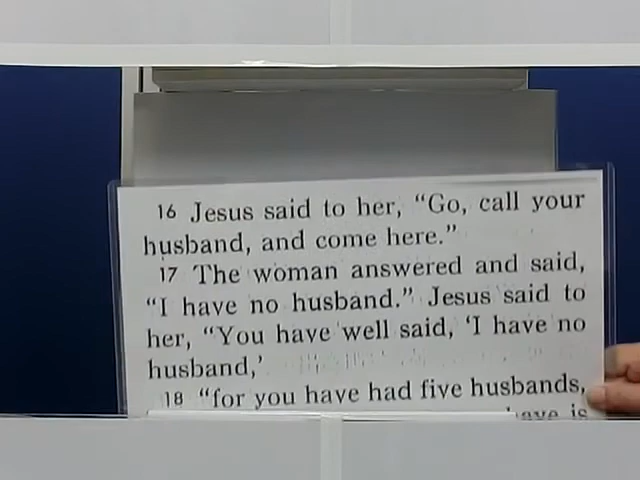 16 Jesus said to her, “Go, call your
husband, and come here.”
17 The woman answered and said,
“I have no husband.” Jesus said to
her, “You have well said, ‘I have no
husband,’
18 “for you have had five husbands,
have is